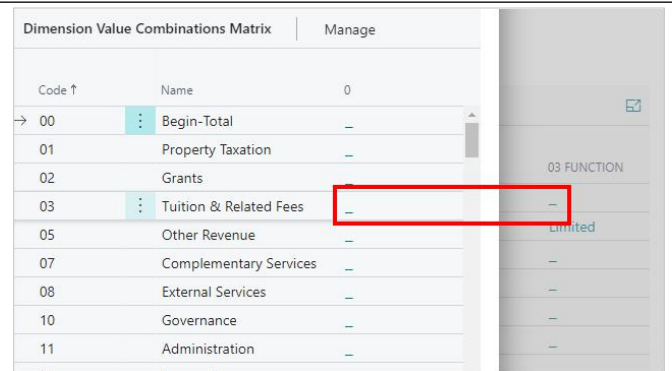 Dimension Value Combinations Matrix Manage
Code ↑ Name 0
→ 00 Begin-Total _
01 Property Taxation _
03 FUNCTION
02 Grants _
03 Tuition & Related Fees _ _
05 Other Revenue _ Limited
07 Complementary Services _ _
08 External Services _ _
10 Governance _ _
11 Administration _ _